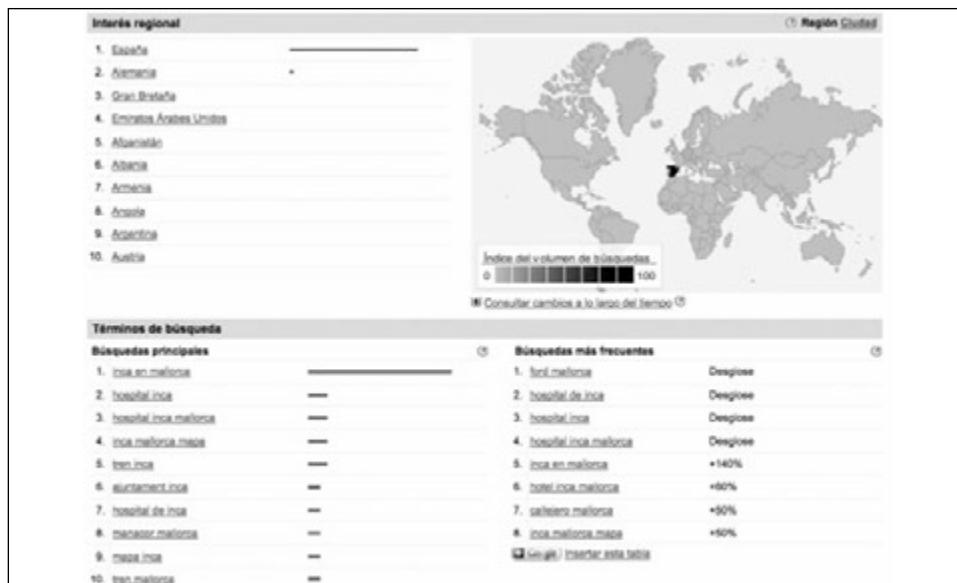 Interés regional
Región Ciudad
1. España
2. Alemania
3. Gran Bretaña
4. Emiratos Árabes Unidos
5. Afganistán
6. Albania
7. Armenia
8. Angola
9. Argentina
10. Austria
Índice del volumen de búsquedas
0 100
Consultar cambios a lo largo del tiempo
Términos de búsqueda
Búsquedas principales
1. inca en mallorca
2. hospital inca
3. hospital inca mallorca
4. inca mallorca mapa
5. tren inca
6. ajuntament inca
7. hospital de inca
8. manacor mallorca
9. mapa inca
10. tren mallorca
Búsquedas más frecuentes
1. ford mallorca Desglose
2. hospital de inca Desglose
3. hospital inca Desglose
4. hospital inca mallorca Desglose
5. inca en mallorca +140%
6. hotel inca mallorca +60%
7. callejero mallorca +50%
8. inca mallorca mapa +50%
Google Insertar esta tabla